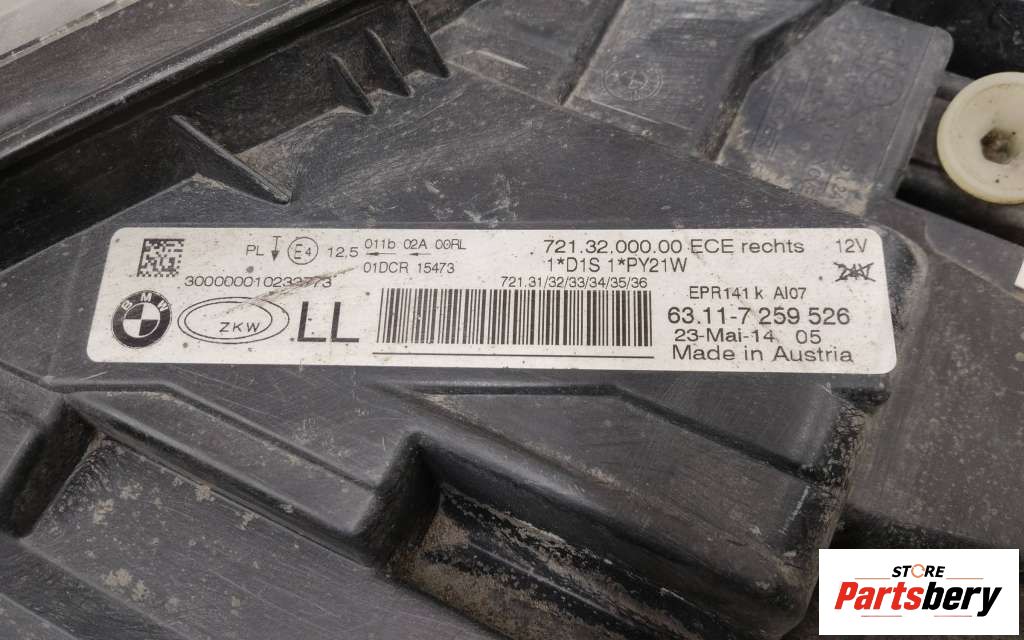 PL E4 12,5 011b 02A 00RL
01DCR 15473
300000010233773
BMW
ZKW
LL
721.32.000.00 ECE rechts 12V
1*D1S 1*PY21W
721.31/32/33/34/35/36
EPR141 k AI07
63.11-7 259 526
23-Mai-14 05
Made in Austria
STORE
Partsbery